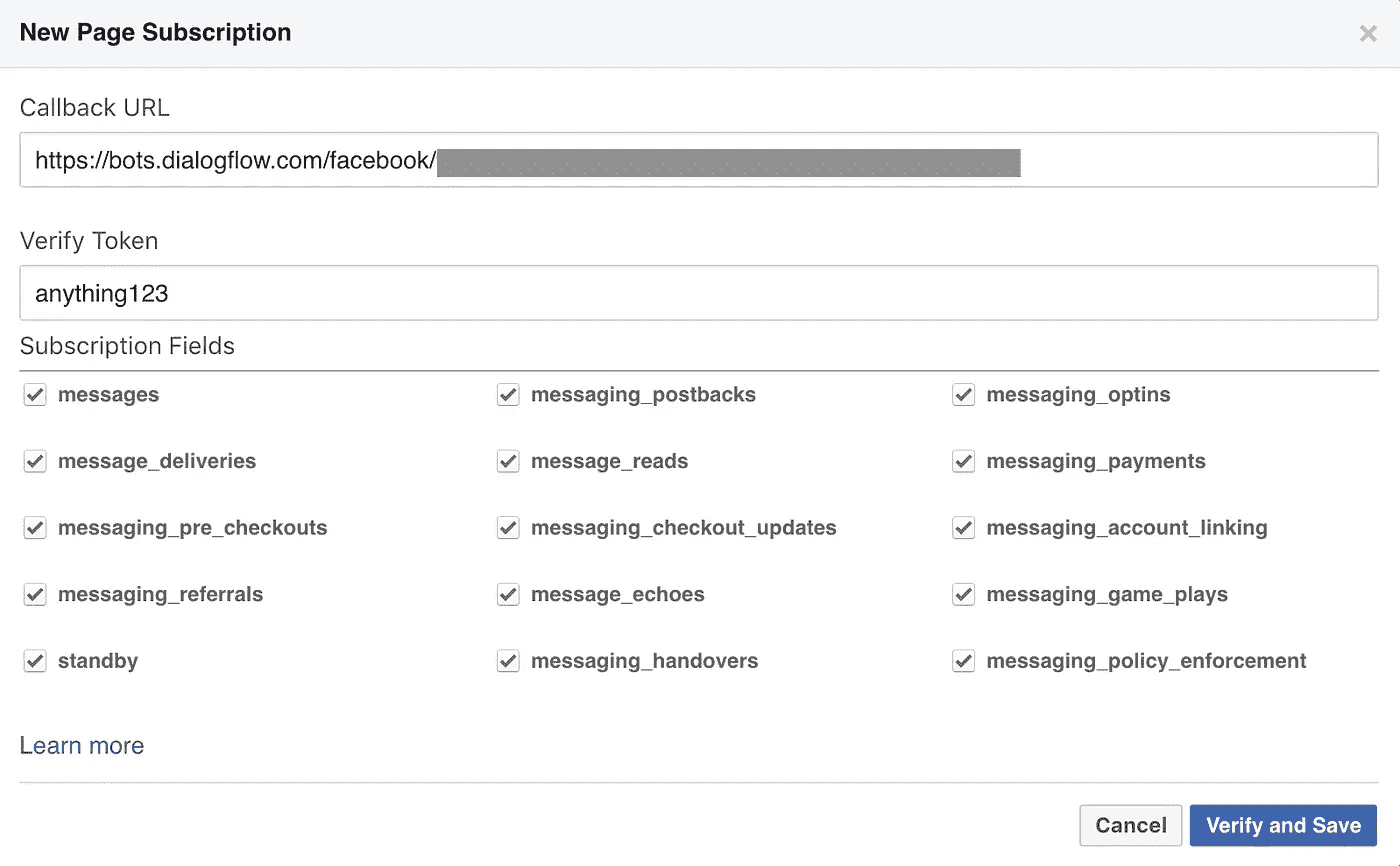 New Page Subscription
Callback URL
https://bots.dialogflow.com/facebook/
Verify Token
anything123
Subscription Fields
messages messaging_postbacks messaging_optins
message_deliveries message_reads messaging_payments
messaging_pre_checkouts messaging_checkout_updates messaging_account_linking
messaging_referrals message_echoes messaging_game_plays
standby messaging_handovers messaging_policy_enforcement
Learn more
Cancel Verify and Save